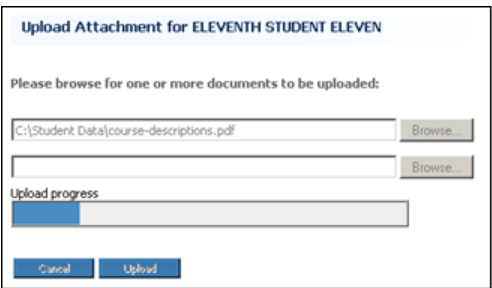 Upload Attachment for ELEVENTH STUDENT ELEVEN
Please browse for one or more documents to be uploaded:
C:\Student Data\course-descriptions.pdf Browse...
Browse...
Upload progress
Cancel Upload